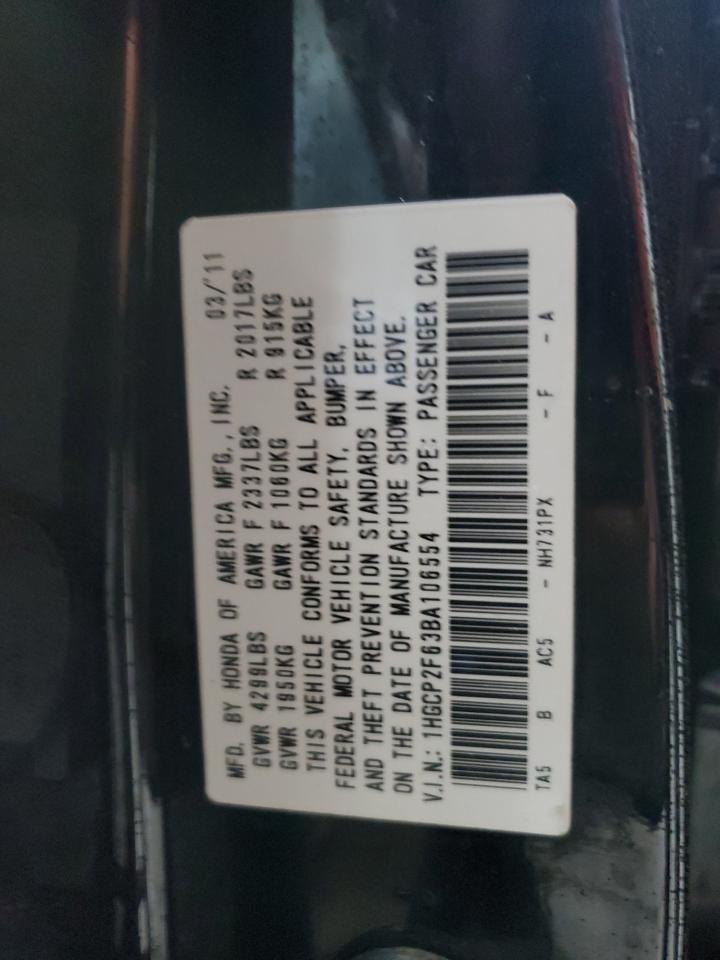 MFD. BY HONDA OF AMERICA MFG., INC. 03/'11
GVWR 4299LBS GAWR F 2337LBS R 2017LBS
GVWR 1950KG GAWR F 1060KG R 915KG
THIS VEHICLE CONFORMS TO ALL APPLICABLE
FEDERAL MOTOR VEHICLE SAFETY, BUMPER,
AND THEFT PREVENTION STANDARDS IN EFFECT
ON THE DATE OF MANUFACTURE SHOWN ABOVE.
V.I.N.: 1HGCP2F63BA106554 TYPE: PASSENGER CAR
TA5 B AC5 - NH731PX - F - A